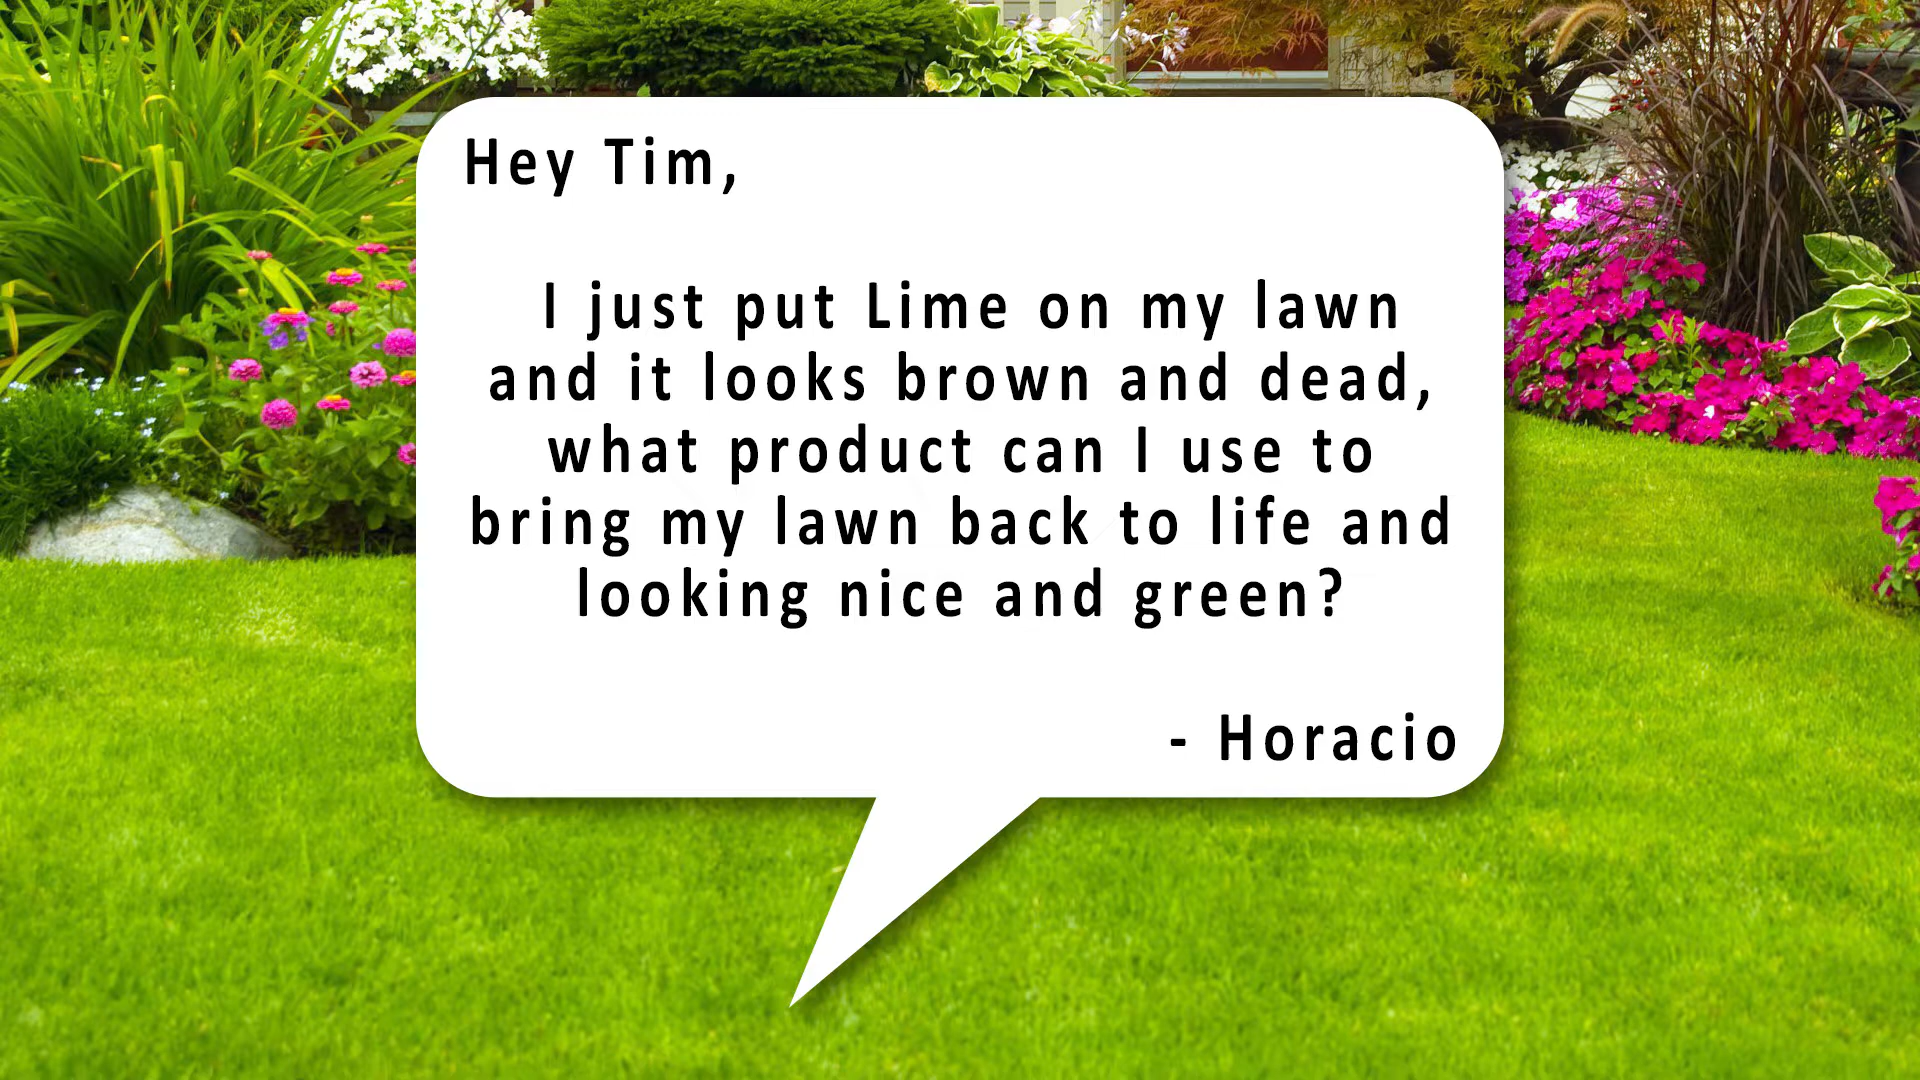 Hey Tim,
I just put Lime on my lawn
and it looks brown and dead,
what product can I use to
bring my lawn back to life and
looking nice and green?
- Horacio